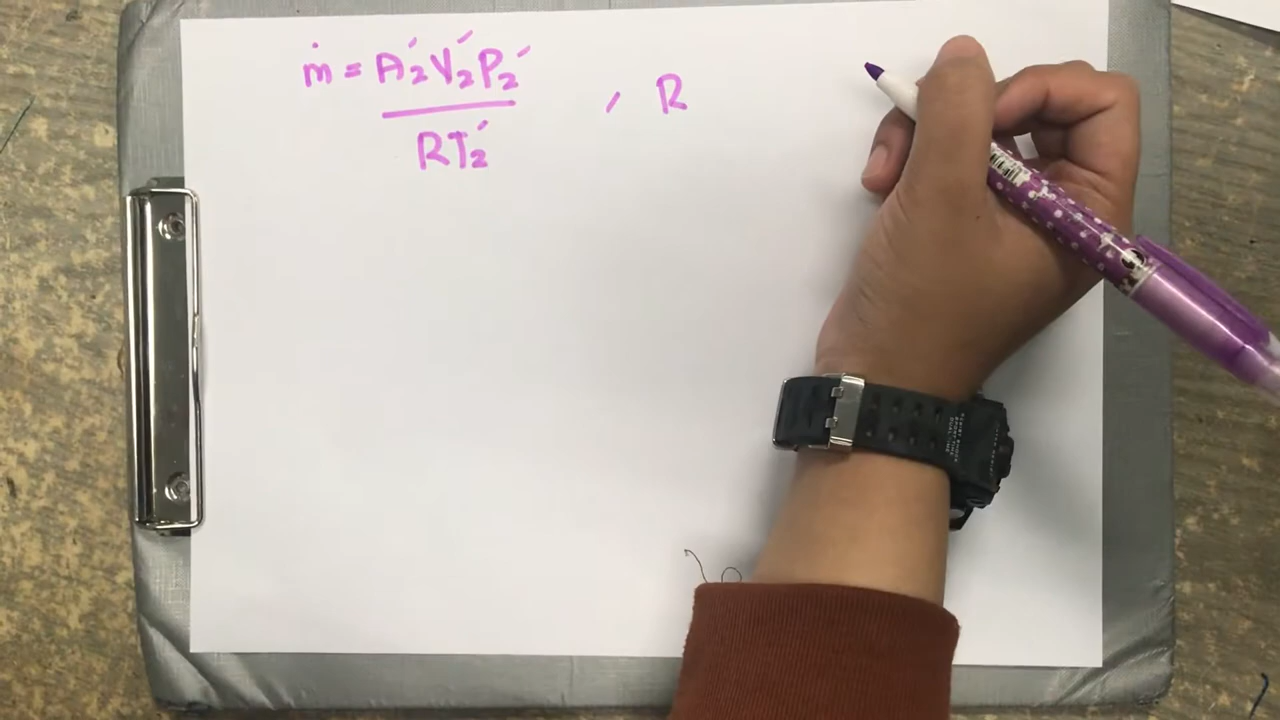 ṁ = A₂′V₂′P₂′ , R
RT₂′